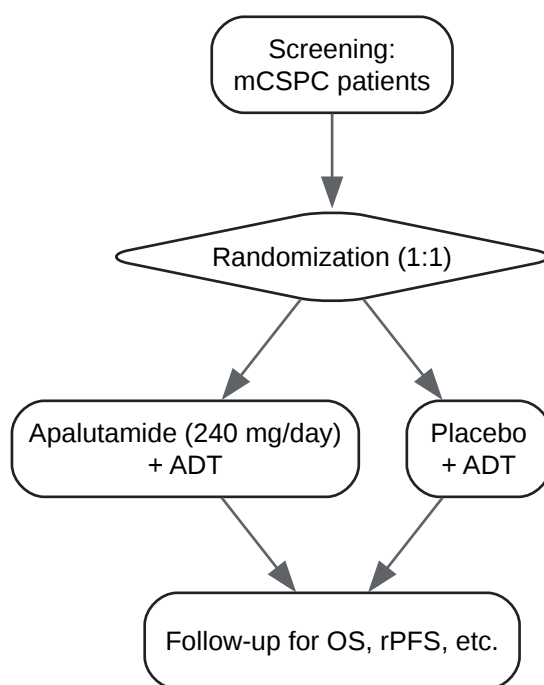 Screening:
mCSPC patients
Randomization (1:1)
Apalutamide (240 mg/day)
+ ADT
Placebo
+ ADT
Follow-up for OS, rPFS, etc.